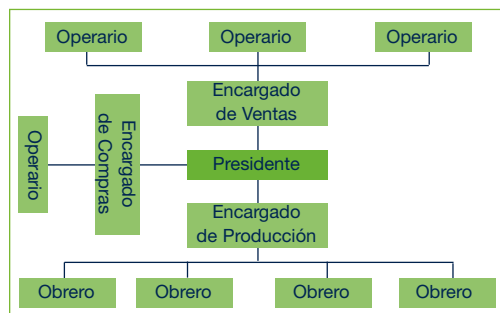 Operario
Operario
Operario
Encargado
de Ventas
Operario
Encargado
de Compras
Presidente
Encargado
de Producción
Obrero
Obrero
Obrero
Obrero